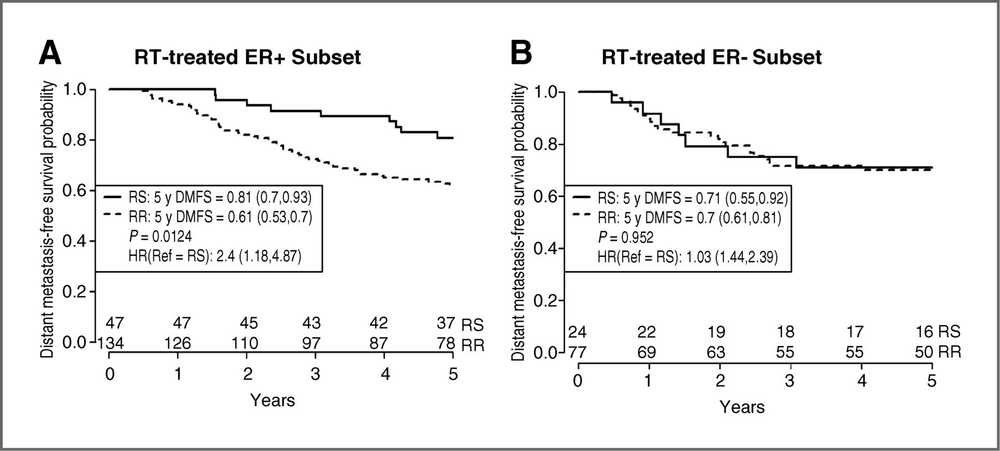 A
RT-treated ER+ Subset
Distant metastasis-free survival probability
1.0
0.8
0.6
0.4
0.2
0.0
RS: 5 y DMFS = 0.81 (0.7,0.93)
RR: 5 y DMFS = 0.61 (0.53,0.7)
P = 0.0124
HR(Ref = RS): 2.4 (1.18,4.87)
47 47 45 43 42 37 RS
134 126 110 97 87 78 RR
0 1 2 3 4 5
Years
B
RT-treated ER- Subset
Distant metastasis-free survival probability
1.0
0.8
0.6
0.4
0.2
0.0
RS: 5 y DMFS = 0.71 (0.55,0.92)
RR: 5 y DMFS = 0.7 (0.61,0.81)
P = 0.952
HR(Ref = RS): 1.03 (1.44,2.39)
24 22 19 18 17 16 RS
77 69 63 55 55 50 RR
0 1 2 3 4 5
Years